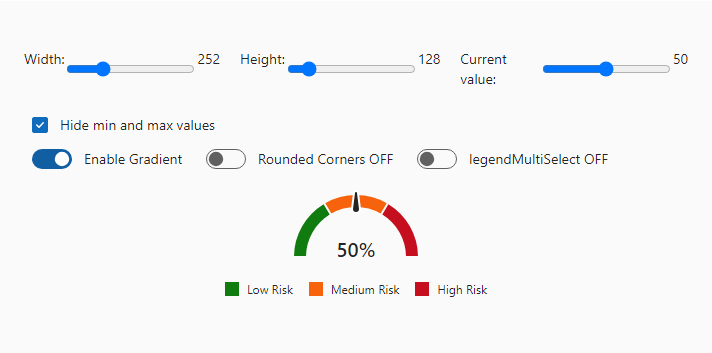 Width: 252 Height: 128 Current value: 50
Hide min and max values
Enable Gradient Rounded Corners OFF legendMultiSelect OFF
50%
Low Risk Medium Risk High Risk